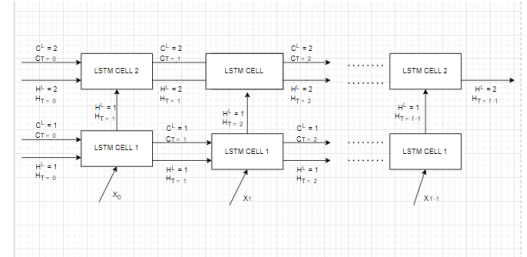 C^L = 2
C_T = 0
C^L = 2
C_T = 1
C^L = 2
C_T = 2
LSTM CELL 2
LSTM CELL
LSTM CELL 2
H^L = 2
H_T = 0
H^L = 2
H_T = 1
H^L = 2
H_T = 2
H^L = 2
H_T = f-1
H^L = 1
H_T = 1
H^L = 1
H_T = 2
H^L = 1
H_T = f-1
C^L = 1
C_T = 0
C^L = 1
C_T = 1
C^L = 1
C_T = 2
LSTM CELL 1
LSTM CELL 1
LSTM CELL 1
H^L = 1
H_T = 0
H^L = 1
H_T = 1
H^L = 1
H_T = 2
X_0
X_1
X_f-1